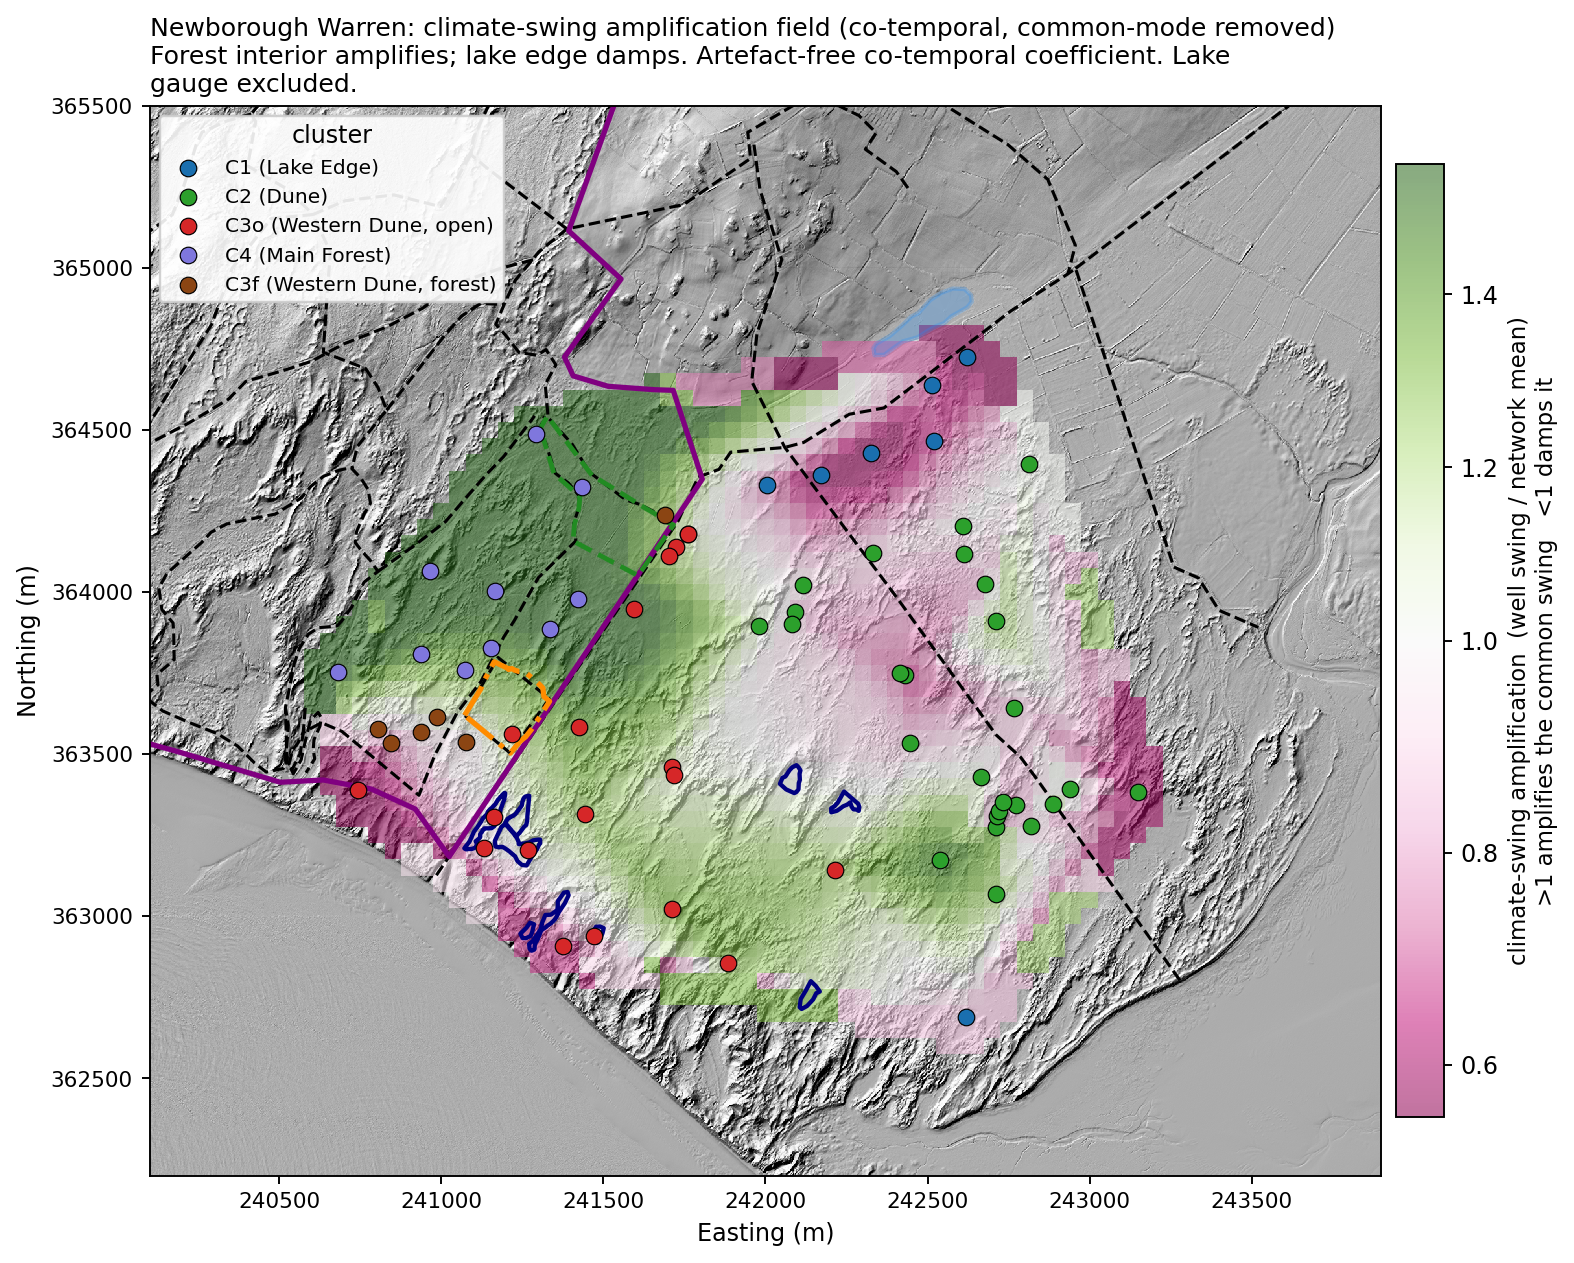 Newborough Warren: climate-swing amplification field (co-temporal, common-mode removed)
Forest interior amplifies; lake edge damps. Artefact-free co-temporal coefficient. Lake
gauge excluded.
cluster
C1 (Lake Edge)
C2 (Dune)
C3o (Western Dune, open)
C4 (Main Forest)
C3f (Western Dune, forest)
365500
365000
364500
364000
363500
363000
362500
Northing (m)
240500
241000
241500
242000
242500
243000
243500
Easting (m)
1.4
1.2
1.0
0.8
0.6
climate-swing amplification (well swing / network mean)
>1 amplifies the common swing <1 damps it